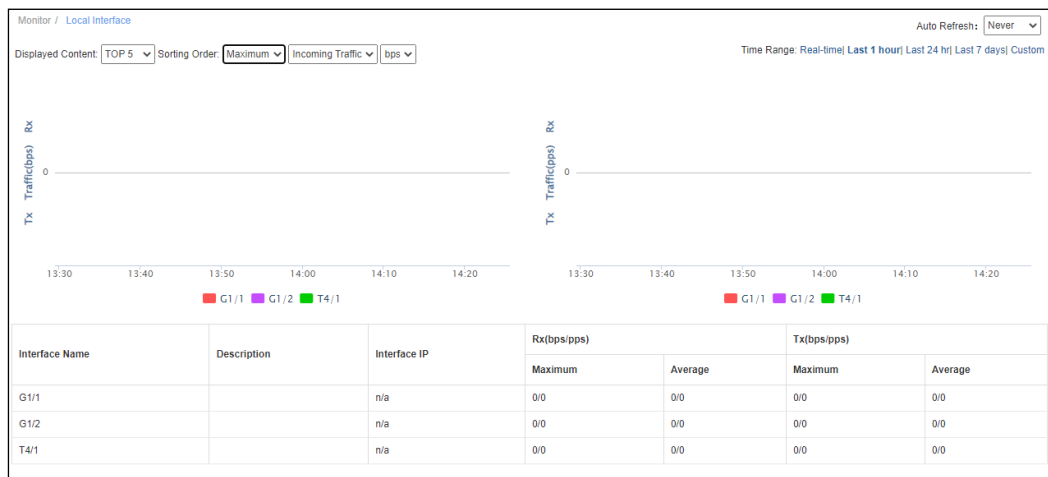 Monitor / Local Interface
Auto Refresh: Never
Displayed Content: TOP 5 Sorting Order: Maximum Incoming Traffic bps
Time Range: Real-time| Last 1 hour| Last 24 hr| Last 7 days| Custom
Tx Traffic(bps) Rx
0
13:30 13:40 13:50 14:00 14:10 14:20
G1/1 G1/2 T4/1
Tx Traffic(pps) Rx
0
13:30 13:40 13:50 14:00 14:10 14:20
G1/1 G1/2 T4/1
Interface Name Description Interface IP Rx(bps/pps) Tx(bps/pps)
Maximum Average Maximum Average
G1/1 n/a 0/0 0/0 0/0 0/0
G1/2 n/a 0/0 0/0 0/0 0/0
T4/1 n/a 0/0 0/0 0/0 0/0